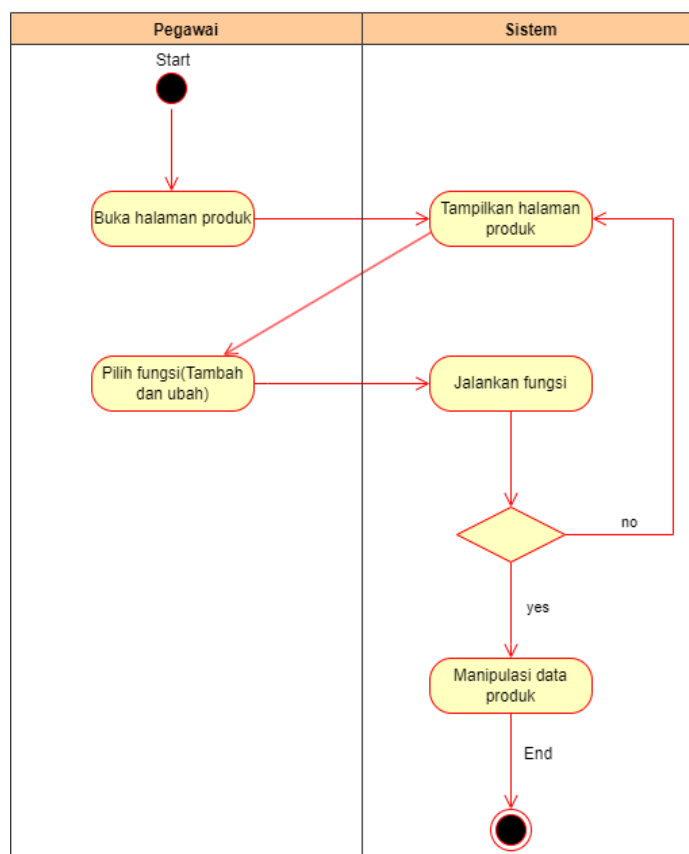 Pegawai
Sistem
Start
Buka halaman produk
Tampilkan halaman
produk
Pilih fungsi(Tambah
dan ubah)
Jalankan fungsi
no
yes
Manipulasi data
produk
End